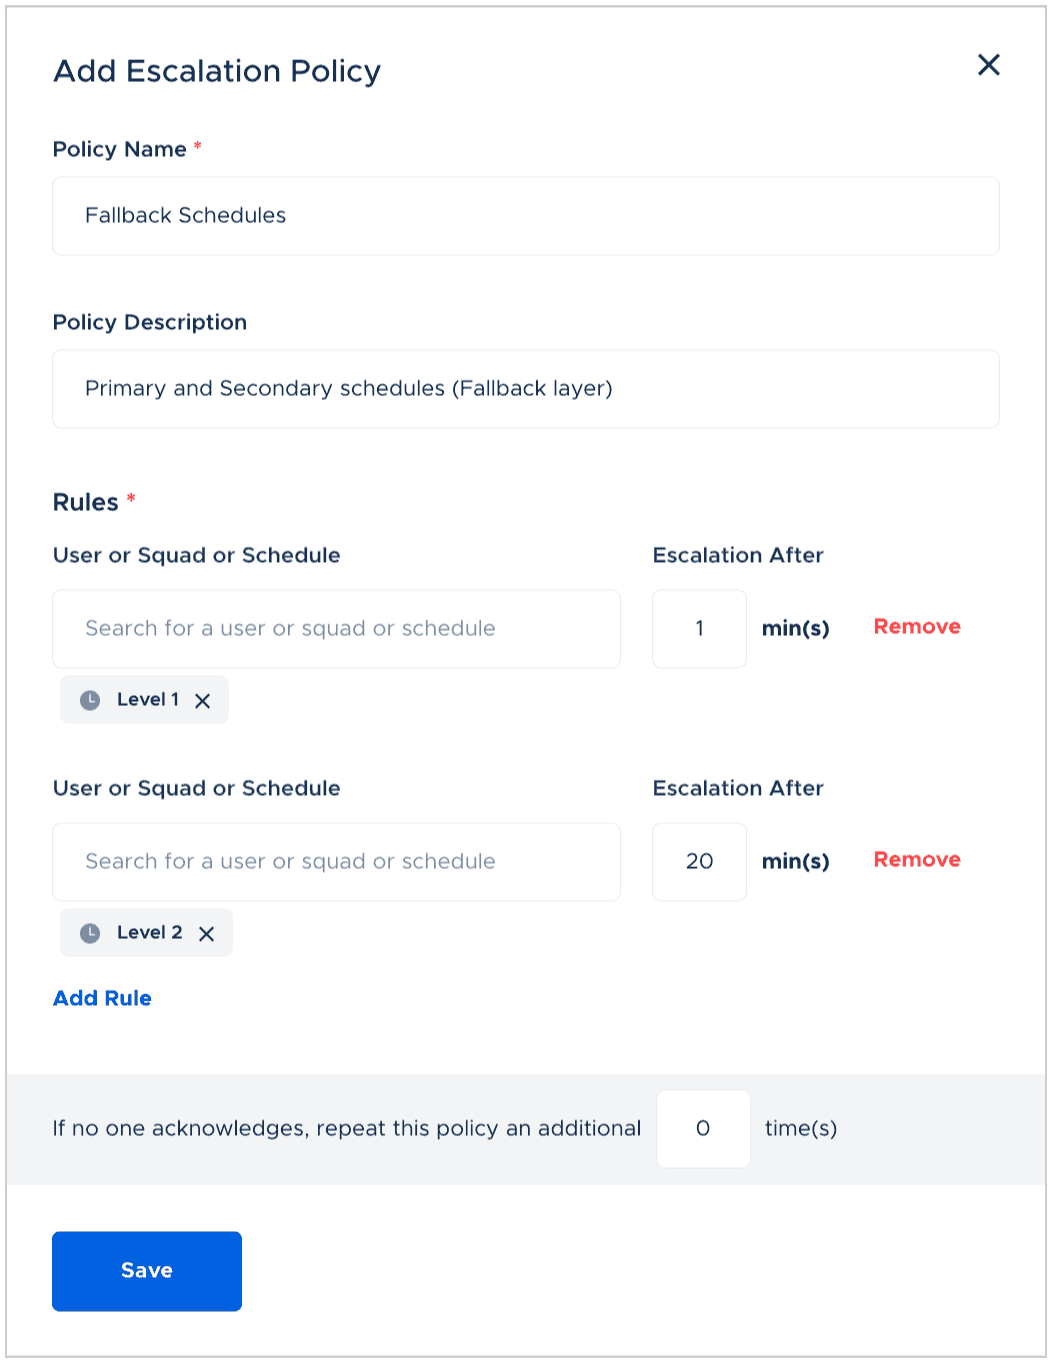 Add Escalation Policy
Policy Name *
Fallback Schedules
Policy Description
Primary and Secondary schedules (Fallback layer)
Rules *
User or Squad or Schedule Escalation After
Search for a user or squad or schedule 1 min(s) Remove
Level 1
User or Squad or Schedule Escalation After
Search for a user or squad or schedule 20 min(s) Remove
Level 2
Add Rule
If no one acknowledges, repeat this policy an additional 0 time(s)
Save